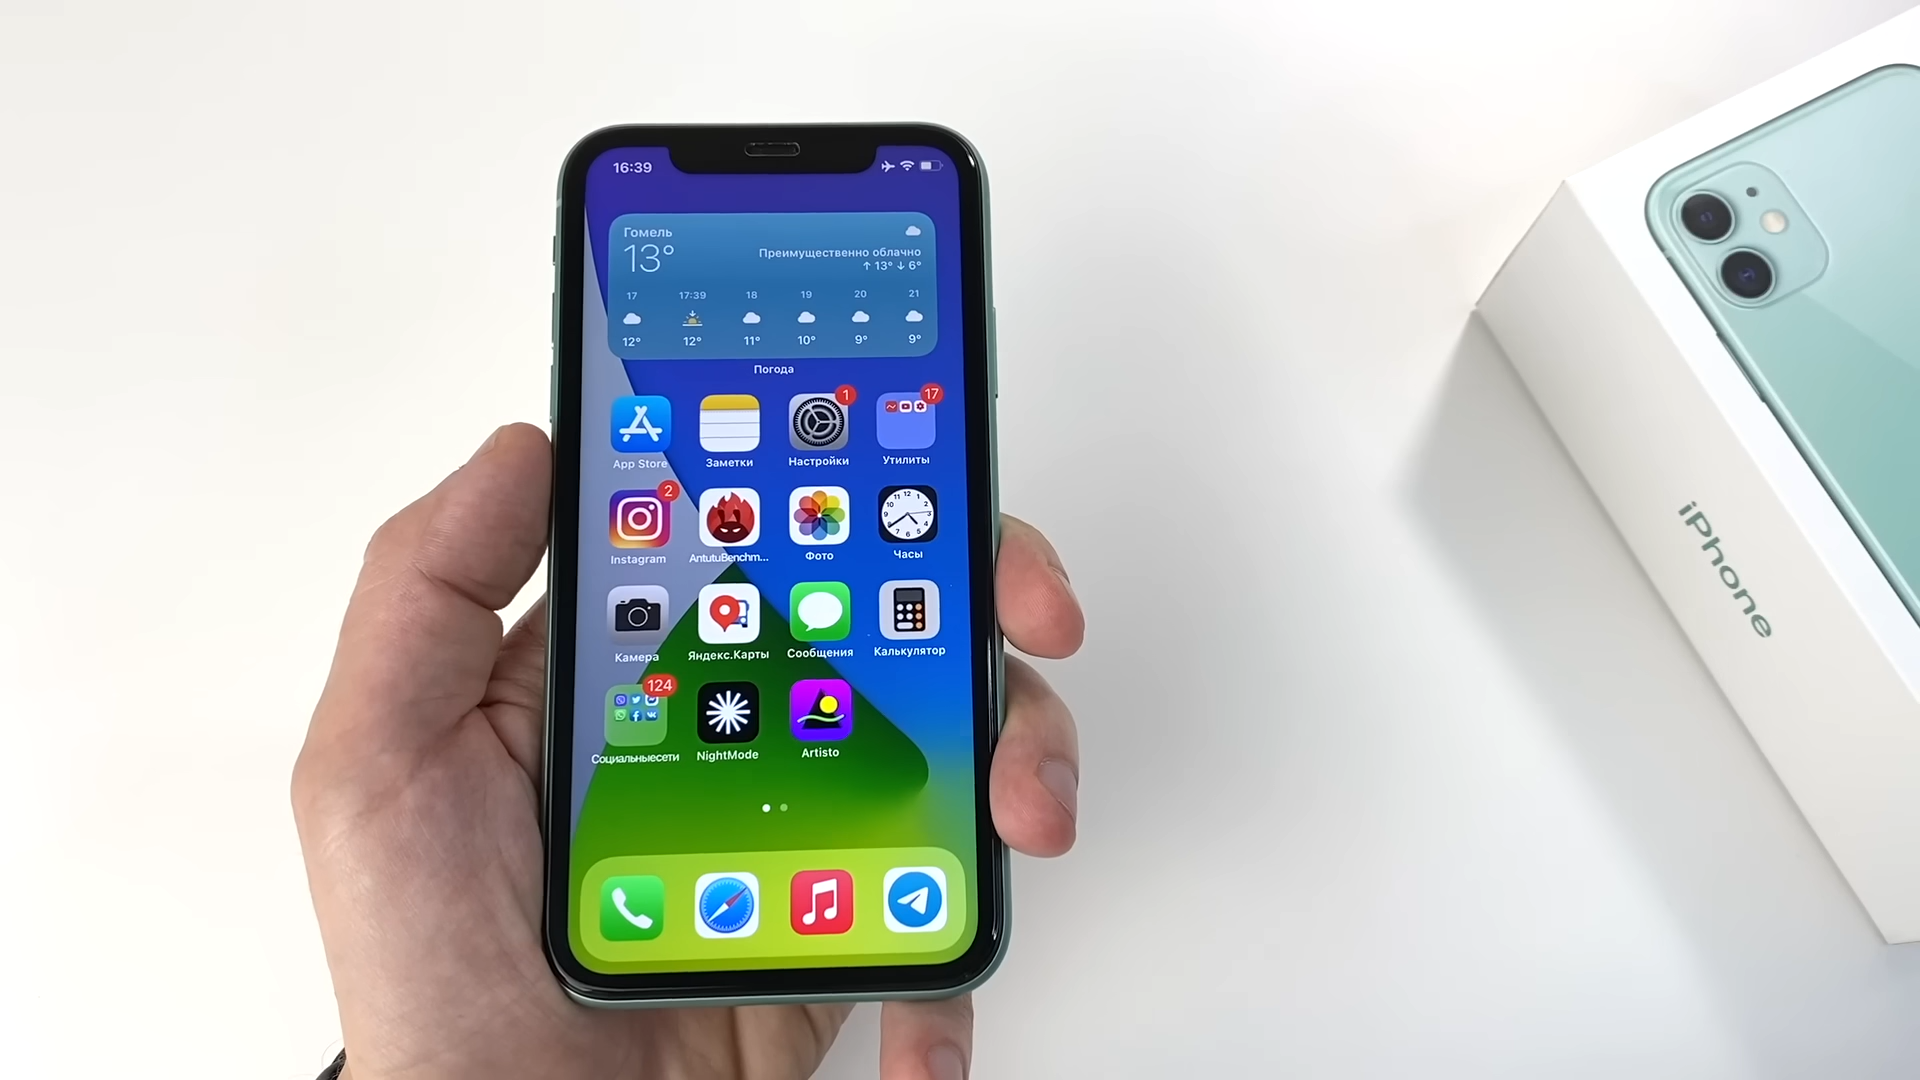 16:39
Гомель
13°
Преимущественно облачно
↑ 13° ↓ 6°
17 17:39 18 19 20 21
12° 12° 11° 10° 9° 9°
Погода
1 17
App Store Заметки Настройки Утилиты
2
Instagram AntutuBenchm... Фото Часы
Камера Яндекс.Карты Сообщения Калькулятор
124
Социальныесети NightMode Artisto
iPhone